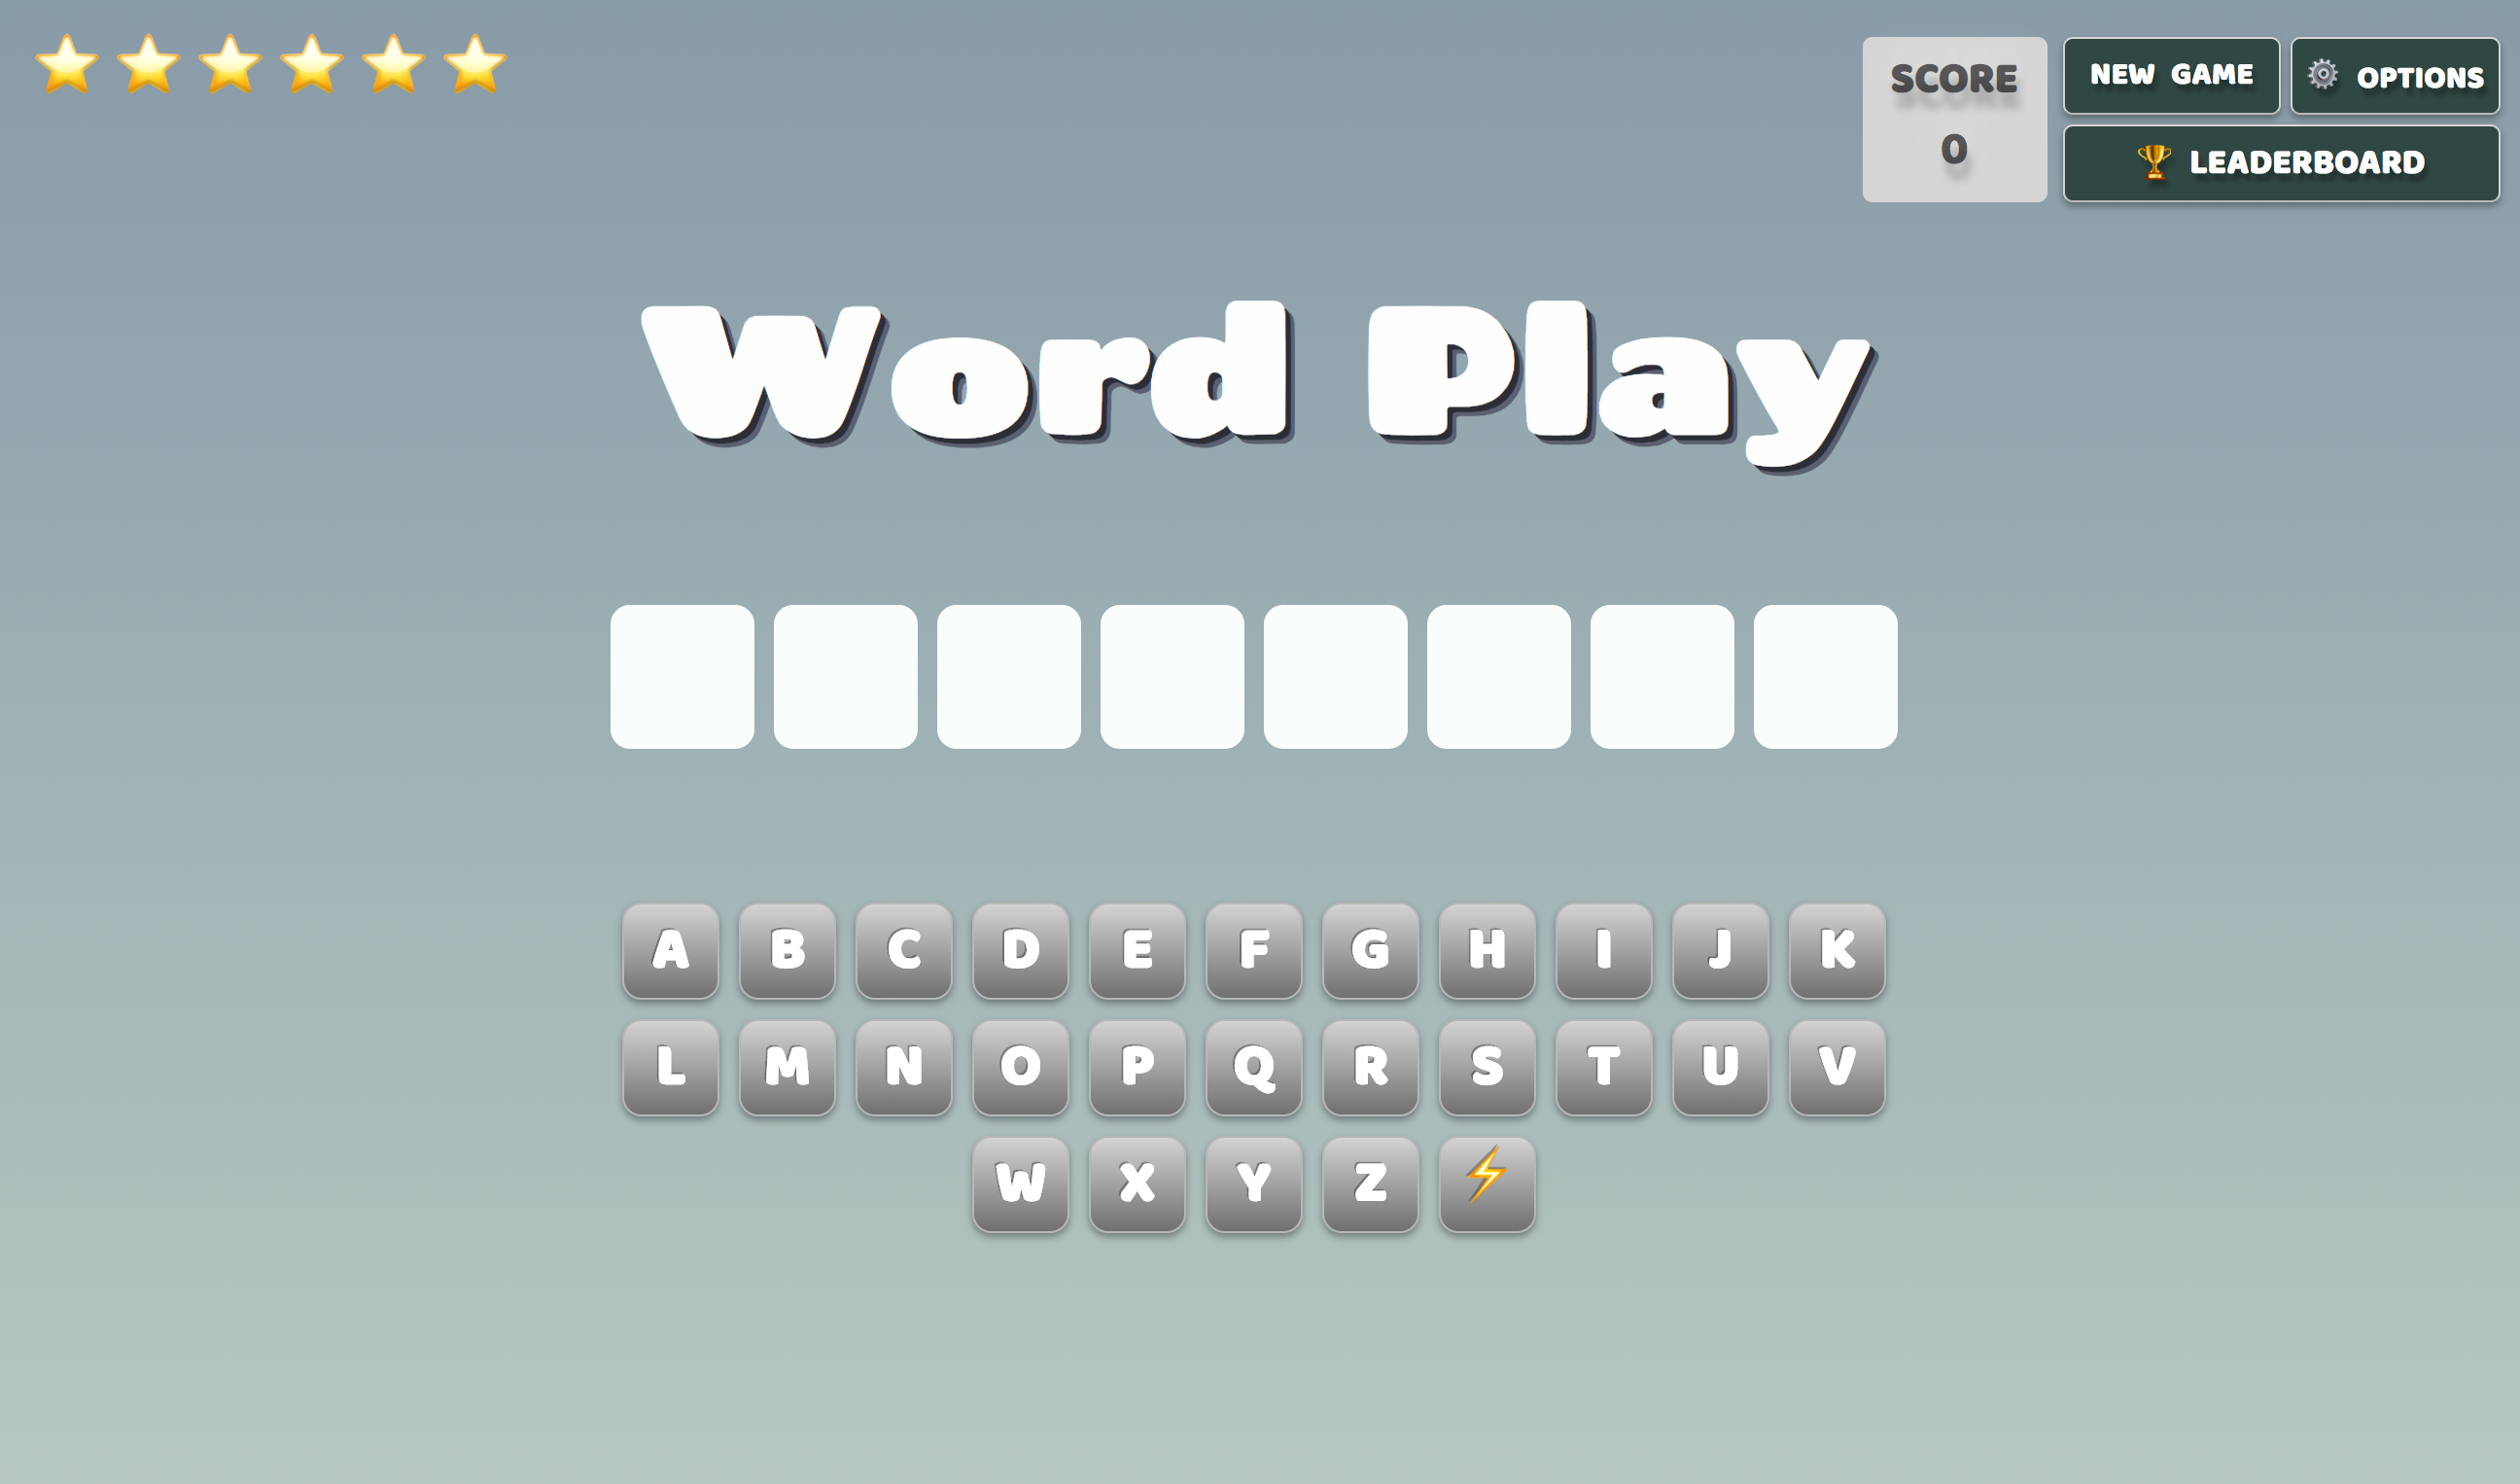 SCORE
0
NEW GAME
OPTIONS
LEADERBOARD
Word Play
A B C D E F G H I J K
L M N O P Q R S T U V
W X Y Z